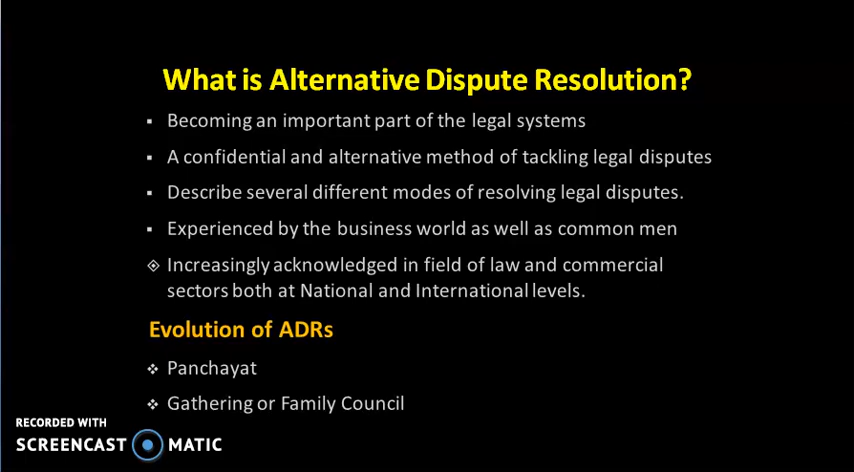 What is Alternative Dispute Resolution?
▪ Becoming an important part of the legal systems
▪ A confidential and alternative method of tackling legal disputes
▪ Describe several different modes of resolving legal disputes.
▪ Experienced by the business world as well as common men
◈ Increasingly acknowledged in field of law and commercial
sectors both at National and International levels.
Evolution of ADRs
❖ Panchayat
❖ Gathering or Family Council
RECORDED WITH
SCREENCAST MATIC